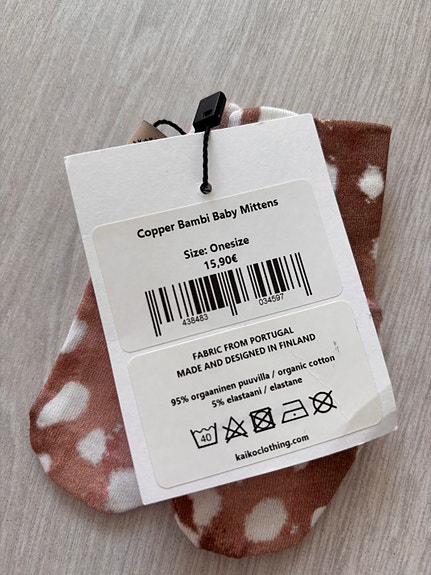 Copper Bambi Baby Mittens
Size: Onesize
15,90€
438483 034597
FABRIC FROM PORTUGAL
MADE AND DESIGNED IN FINLAND
95% orgaaninen puuvilla / organic cotton
5% elastaani / elastane
40
kaikoclothing.com